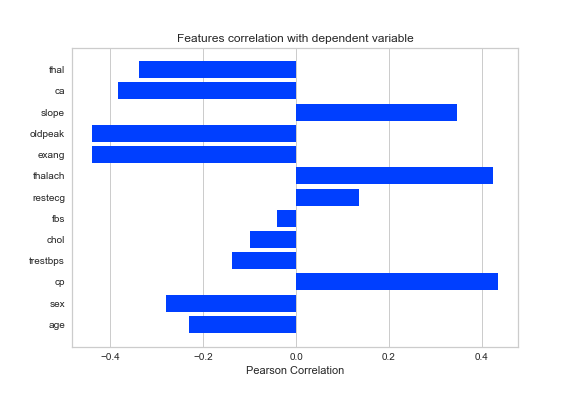 Features correlation with dependent variable
thal
ca
slope
oldpeak
exang
thalach
restecg
fbs
chol
trestbps
cp
sex
age
−0.4 −0.2 0.0 0.2 0.4
Pearson Correlation